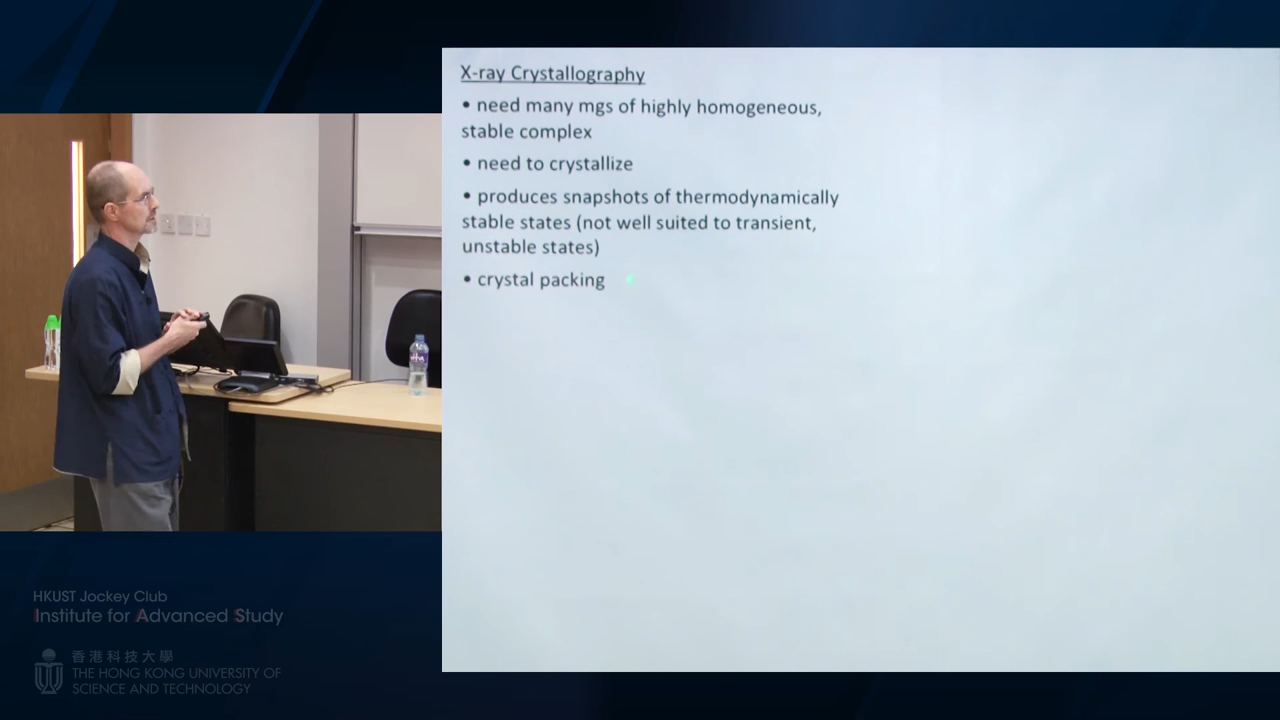 X-ray Crystallography
• need many mgs of highly homogeneous,
stable complex
• need to crystallize
• produces snapshots of thermodynamically
stable states (not well suited to transient,
unstable states)
• crystal packing
HKUST Jockey Club
Institute for Advanced Study
香港科技大學
THE HONG KONG UNIVERSITY OF
SCIENCE AND TECHNOLOGY